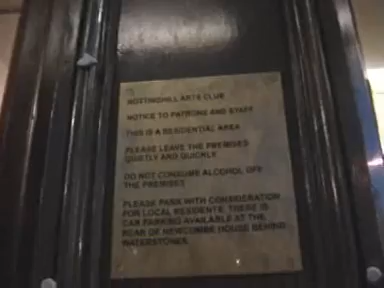 NOTTINGHILL ARTS CLUB
NOTICE TO PATRONS AND STAFF
THIS IS A RESIDENTIAL AREA
PLEASE LEAVE THE PREMISES
QUIETLY AND QUICKLY
DO NOT CONSUME ALCOHOL OFF
THE PREMISES
PLEASE PARK WITH CONSIDERATION
FOR LOCAL RESIDENTS. THERE IS
CAR PARKING AVAILABLE AT THE
REAR OF NEWCOMBE HOUSE BEHIND
WATERSTONES